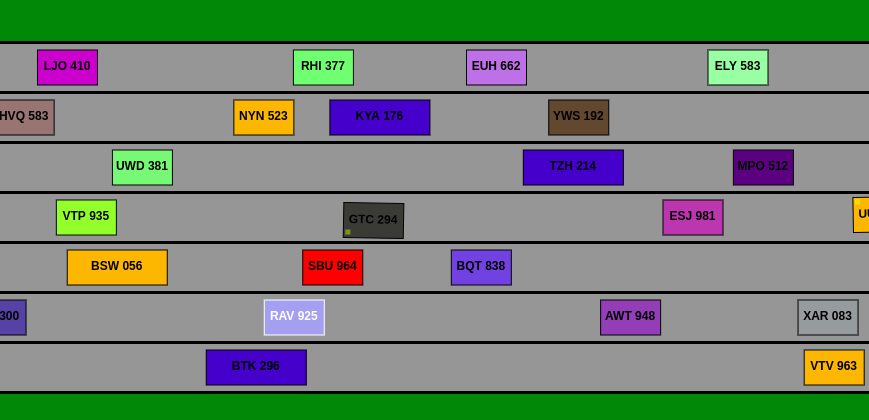 LJO 410 RHI 377 EUH 662 ELY 583
HVQ 583 NYN 523 KYA 176 YWS 192
UWD 381 TZH 214 MPO 512
VTP 935 GTC 294 ESJ 981
BSW 056 SBU 964 BQT 838
300 RAV 925 AWT 948 XAR 083
BTK 296 VTV 963